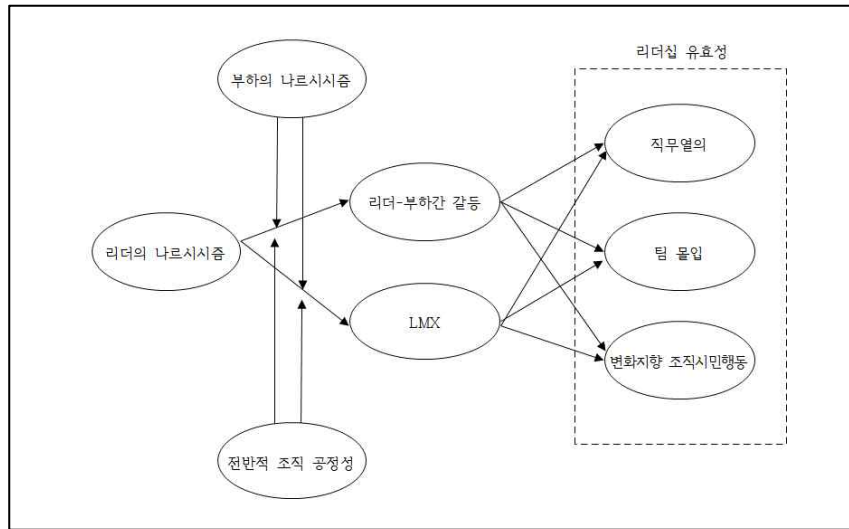 리더십 유효성
부하의 나르시시즘
직무열의
리더-부하간 갈등
리더의 나르시시즘
팀 몰입
LMX
변화지향 조직시민행동
전반적 조직 공정성